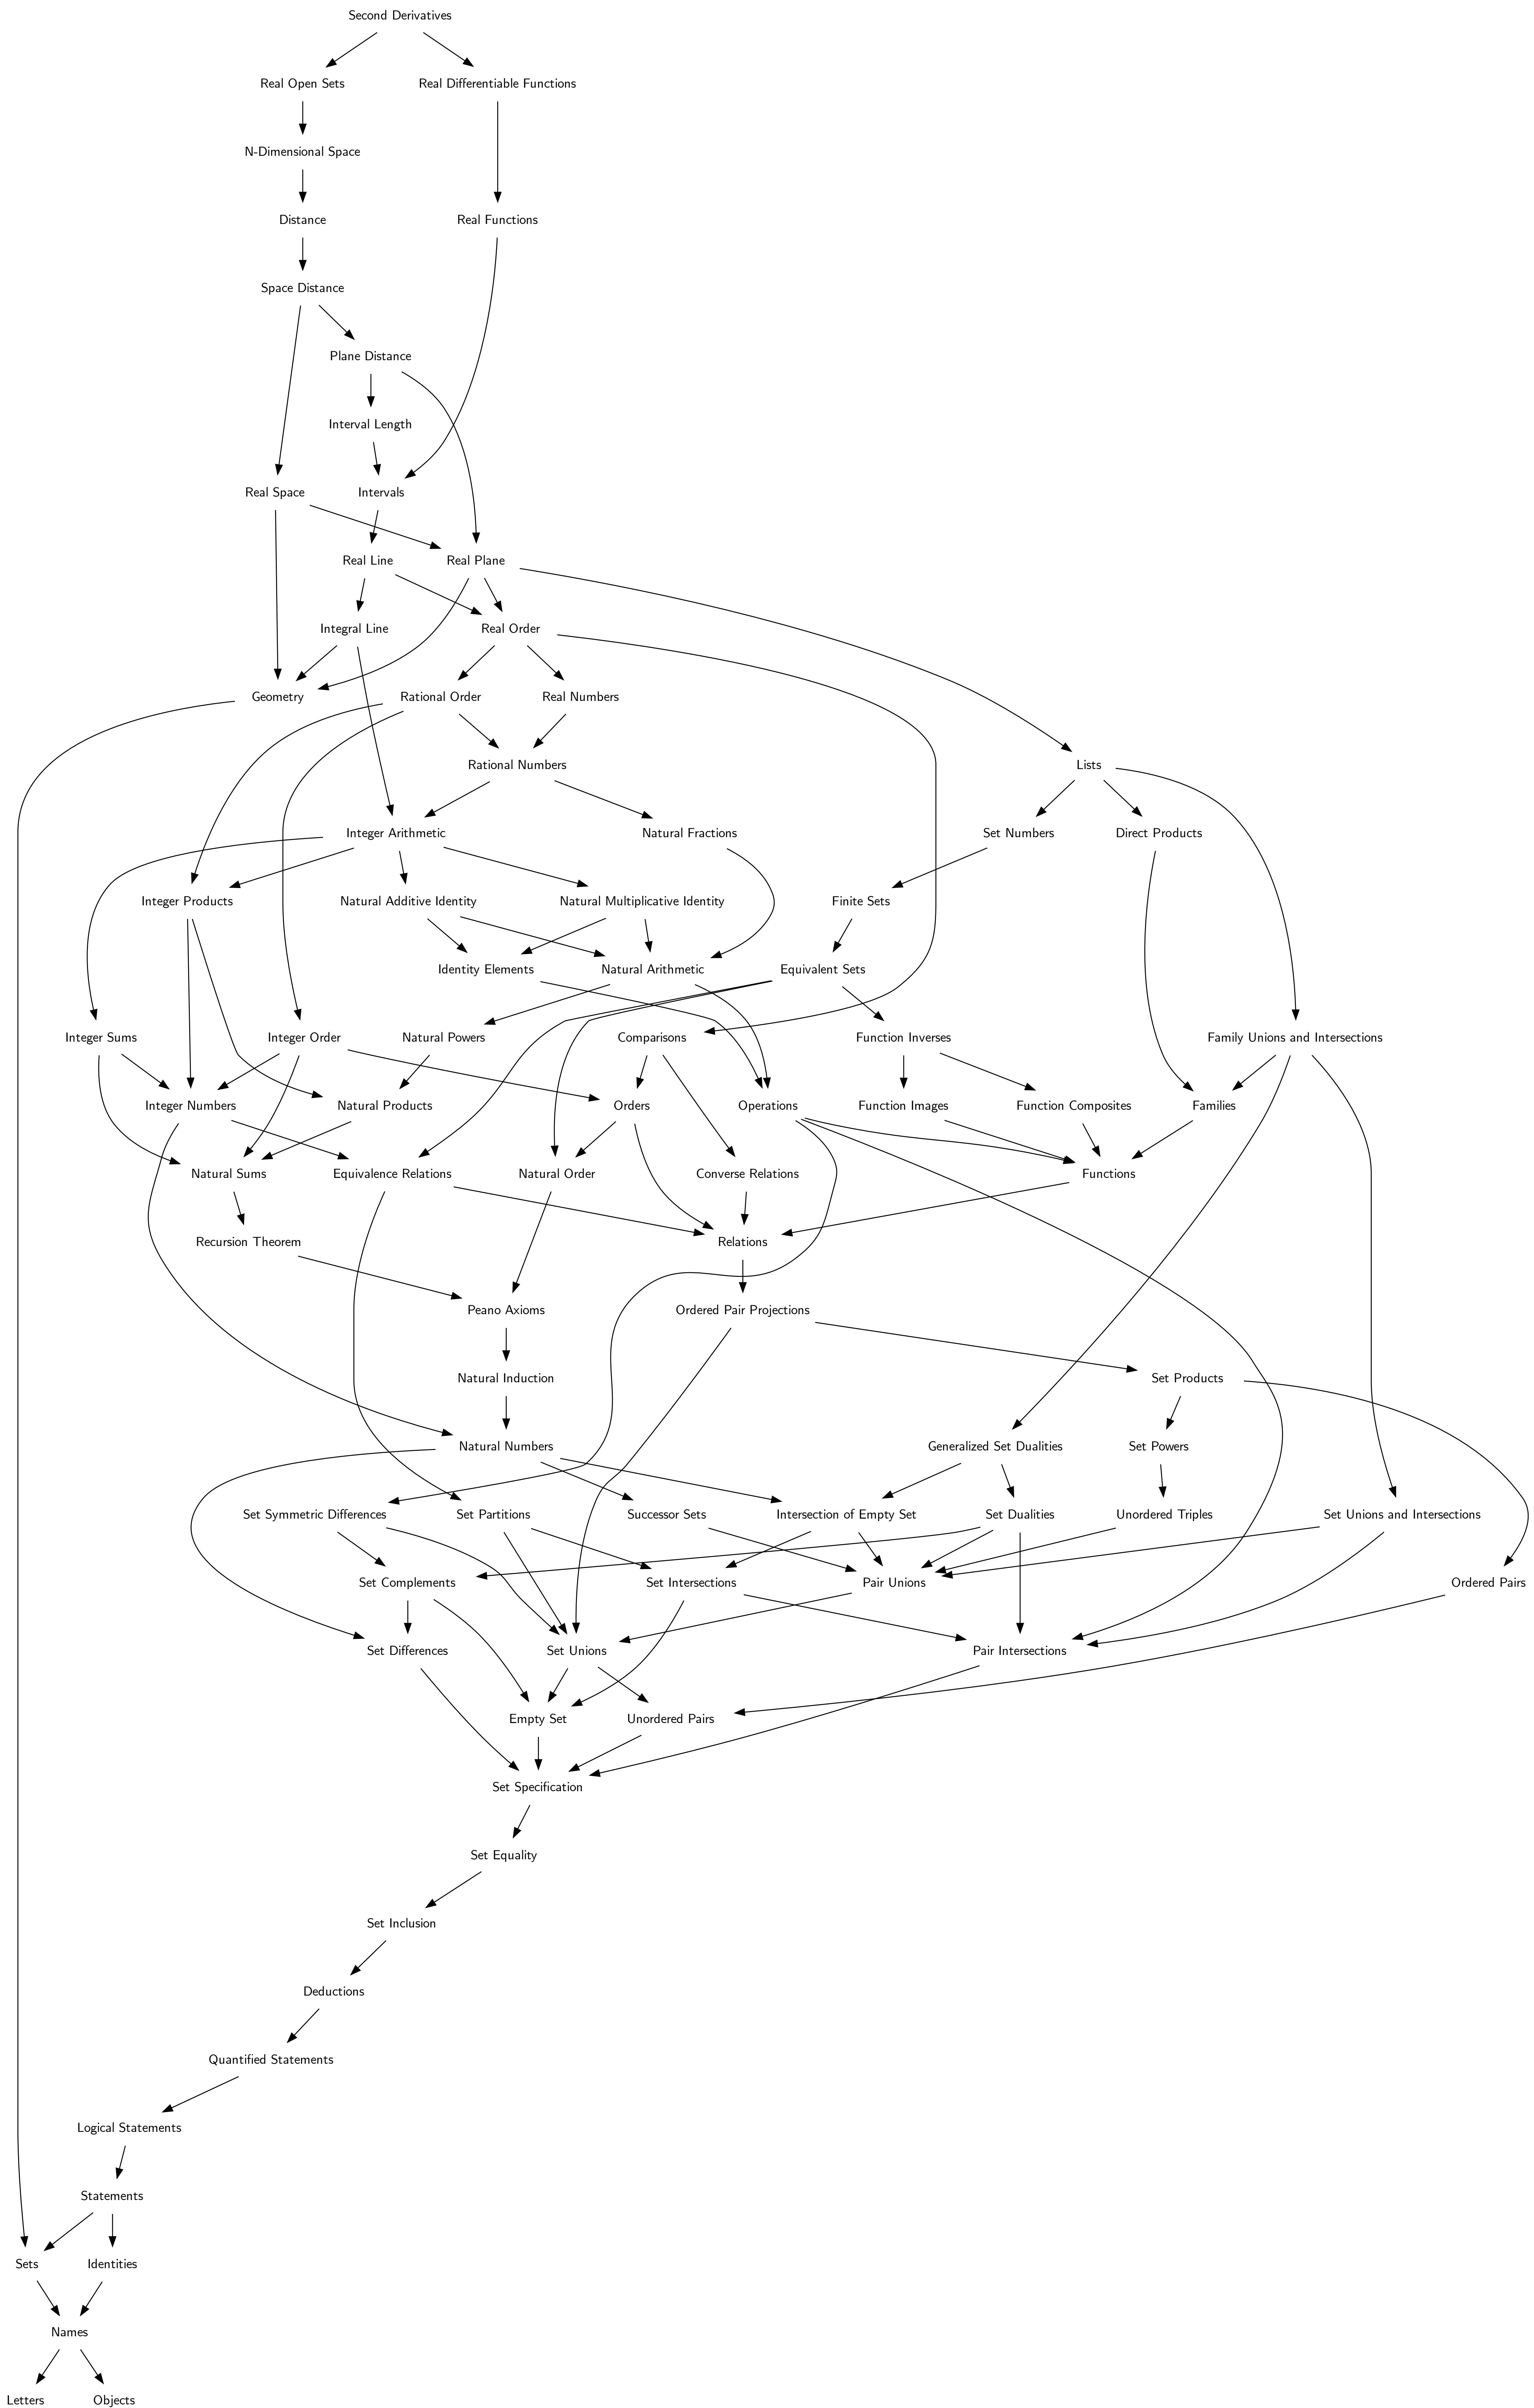 Second Derivatives
Real Open Sets
Real Differentiable Functions
N-Dimensional Space
Distance
Real Functions
Space Distance
Plane Distance
Interval Length
Real Space
Intervals
Real Line
Real Plane
Integral Line
Real Order
Geometry
Rational Order
Real Numbers
Rational Numbers
Lists
Integer Arithmetic
Natural Fractions
Set Numbers
Direct Products
Integer Products
Natural Additive Identity
Natural Multiplicative Identity
Finite Sets
Identity Elements
Natural Arithmetic
Equivalent Sets
Integer Sums
Integer Order
Natural Powers
Comparisons
Function Inverses
Family Unions and Intersections
Integer Numbers
Natural Products
Orders
Operations
Function Images
Function Composites
Families
Natural Sums
Equivalence Relations
Natural Order
Converse Relations
Functions
Recursion Theorem
Relations
Peano Axioms
Ordered Pair Projections
Natural Induction
Set Products
Natural Numbers
Generalized Set Dualities
Set Powers
Set Symmetric Differences
Set Partitions
Successor Sets
Intersection of Empty Set
Set Dualities
Unordered Triples
Set Unions and Intersections
Set Complements
Set Intersections
Pair Unions
Ordered Pairs
Set Differences
Set Unions
Pair Intersections
Empty Set
Unordered Pairs
Set Specification
Set Equality
Set Inclusion
Deductions
Quantified Statements
Logical Statements
Statements
Sets
Identities
Names
Letters
Objects